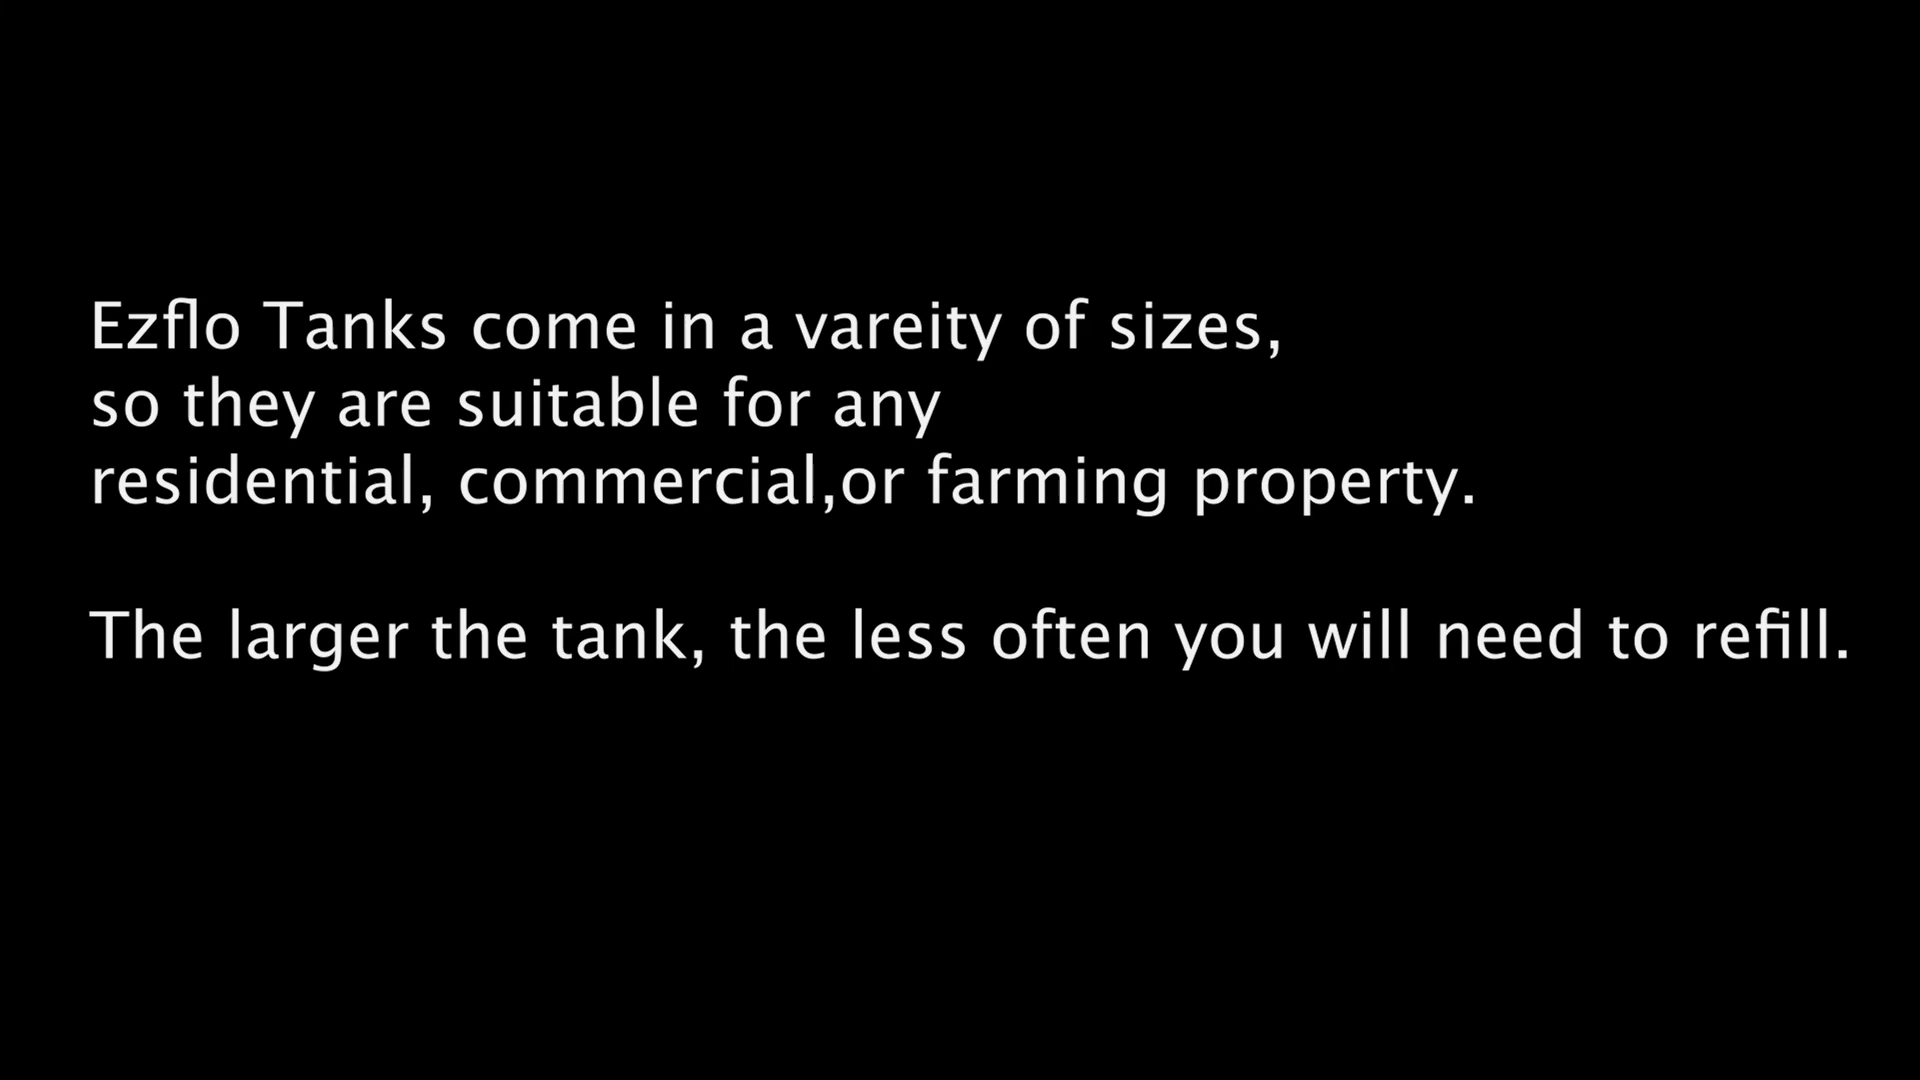 Ezflo Tanks come in a vareity of sizes,
so they are suitable for any
residential, commercial,or farming property.
The larger the tank, the less often you will need to refill.